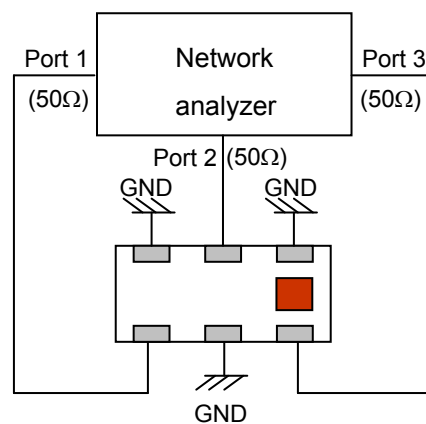 Port 1
Network
Port 3
(50Ω)
analyzer
(50Ω)
Port 2 (50Ω)
GND
GND
GND